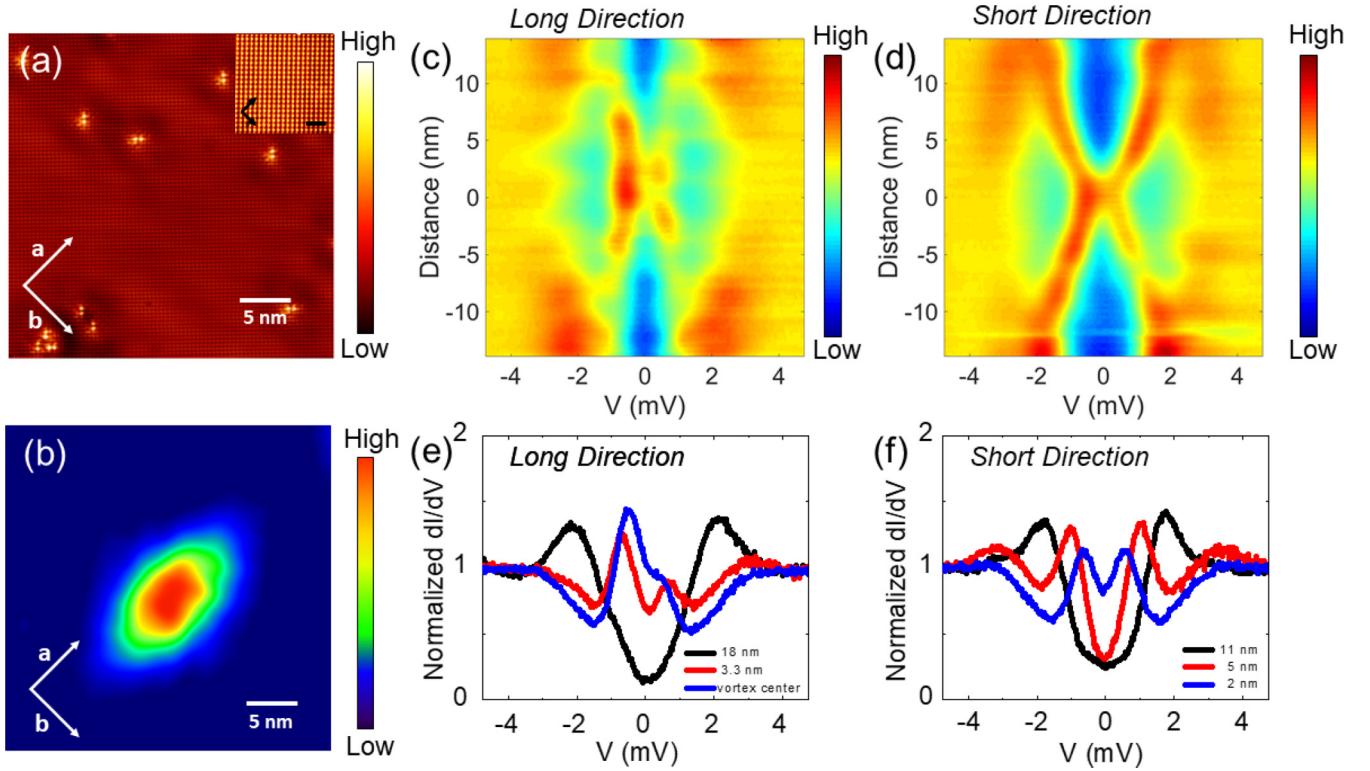 (a)
High
Low
a
b
5 nm
(b)
High
Low
a
b
5 nm
Long Direction
(c)
High
Low
Distance (nm)
10
5
0
-5
-10
-4
-2
0
2
4
V (mV)
Short Direction
(d)
High
Low
Distance (nm)
10
5
0
-5
-10
-4
-2
0
2
4
V (mV)
(e)
Long Direction
Normalized dI/dV
2
1
0
18 nm
3.3 nm
vortex center
-4
-2
0
2
4
V (mV)
(f)
Short Direction
Normalized dI/dV
2
1
0
11 nm
5 nm
2 nm
-4
-2
0
2
4
V (mV)